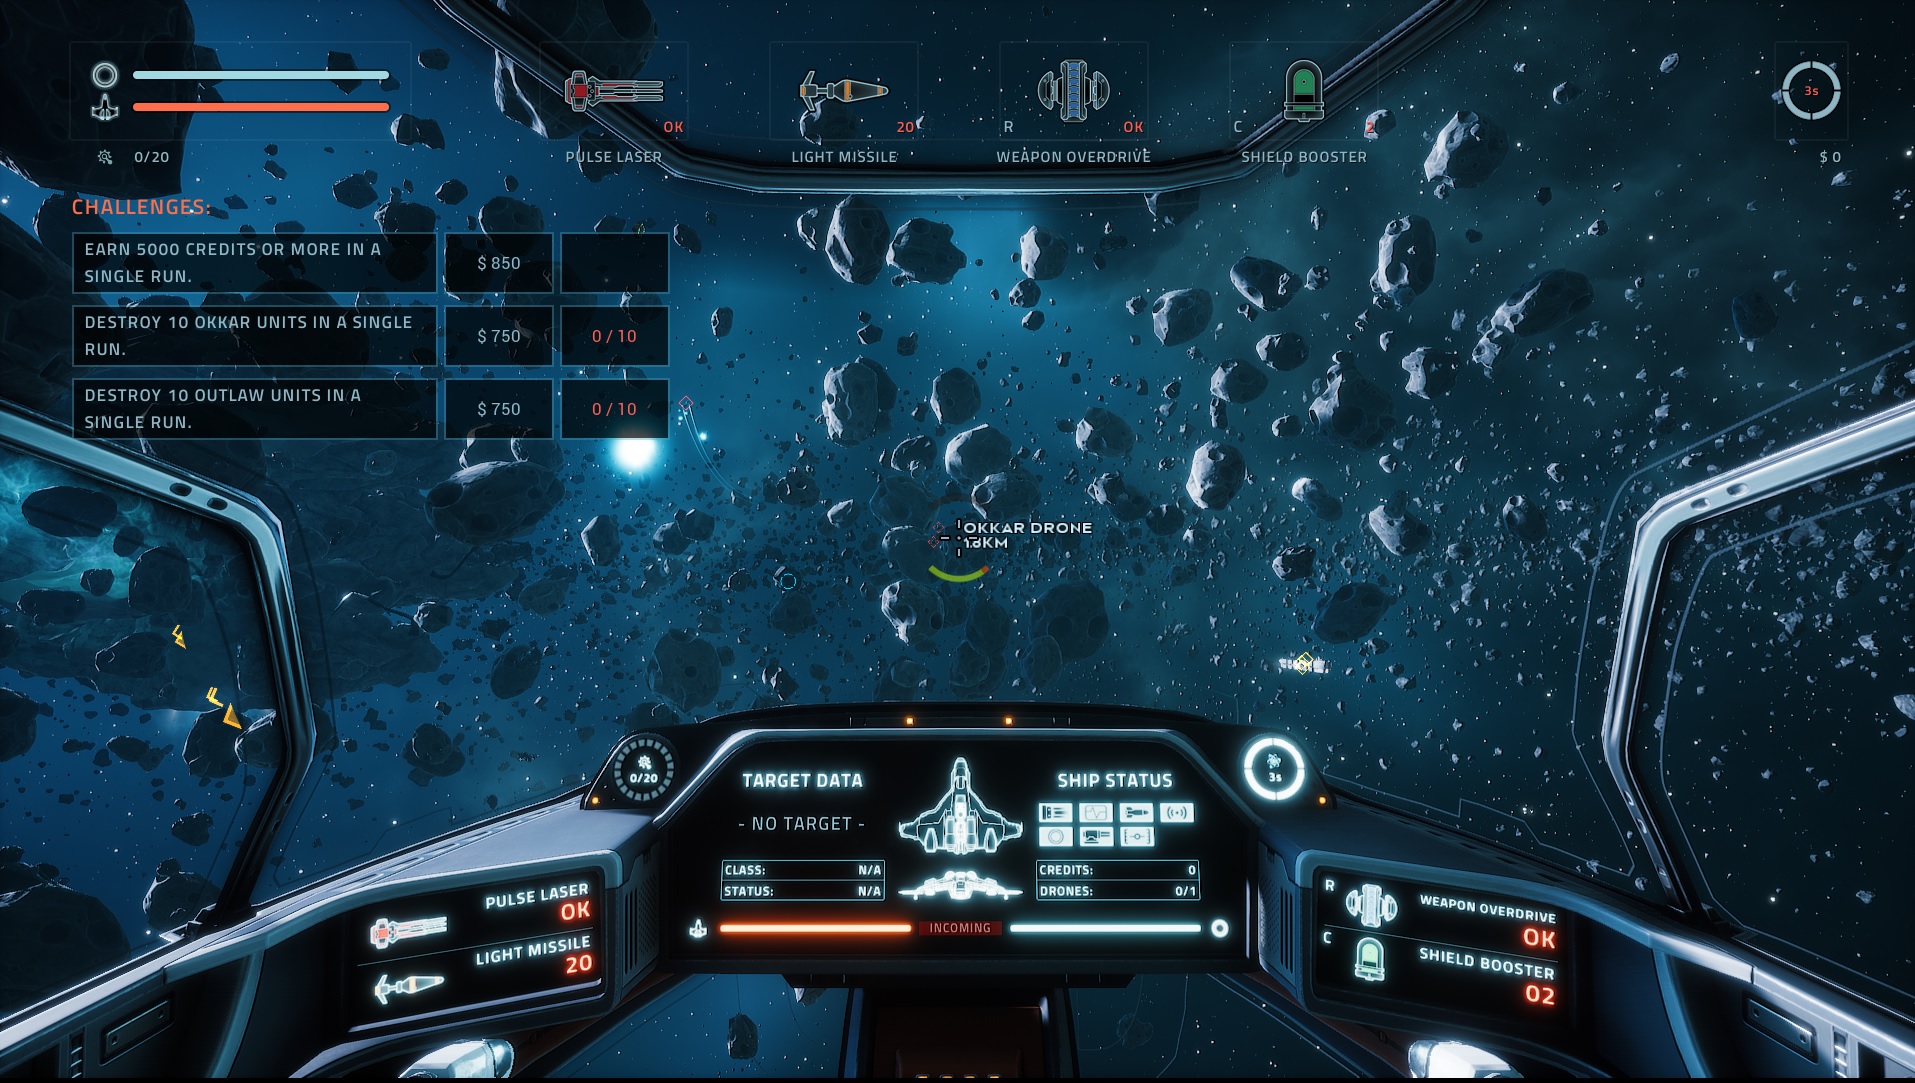 OK
20
R
OK
C
2
3s
0/20
PULSE LASER
LIGHT MISSILE
WEAPON OVERDRIVE
SHIELD BOOSTER
$ 0
CHALLENGES:
EARN 5000 CREDITS OR MORE IN A
SINGLE RUN.
$ 850
DESTROY 10 OKKAR UNITS IN A SINGLE
RUN.
$ 750
0 / 10
DESTROY 10 OUTLAW UNITS IN A
SINGLE RUN.
$ 750
0 / 10
OKKAR DRONE
1.8KM
0/20
TARGET DATA
- NO TARGET -
CLASS: N/A
STATUS: N/A
SHIP STATUS
CREDITS: 0
DRONES: 0/1
INCOMING
3s
PULSE LASER
OK
LIGHT MISSILE
20
R
WEAPON OVERDRIVE
OK
C
SHIELD BOOSTER
02